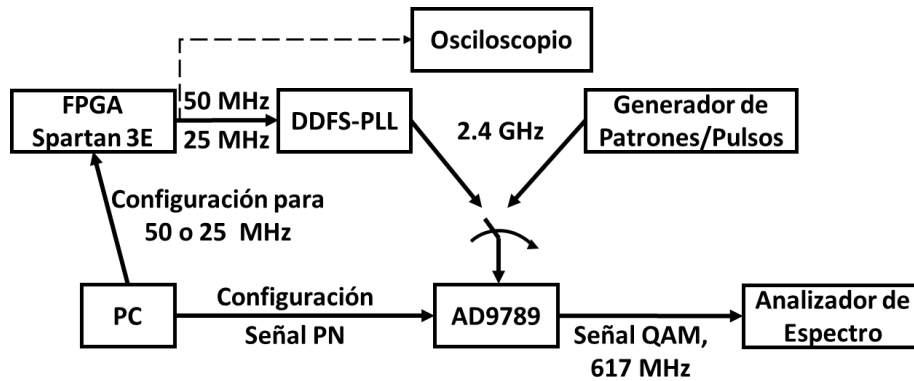 Osciloscopio
FPGA
Spartan 3E
50 MHz
25 MHz
DDFS-PLL
2.4 GHz
Generador de
Patrones/Pulsos
Configuración para
50 o 25 MHz
PC
Configuración
Señal PN
AD9789
Señal QAM,
617 MHz
Analizador de
Espectro